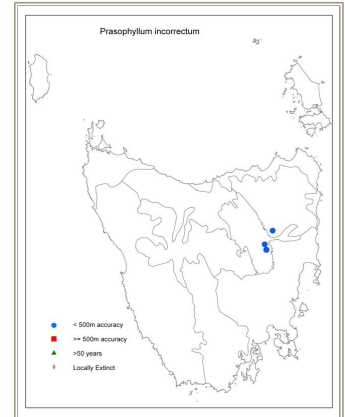 Prasophyllum incorrectum
< 500m accuracy
>= 500m accuracy
>50 years
Locally Extinct